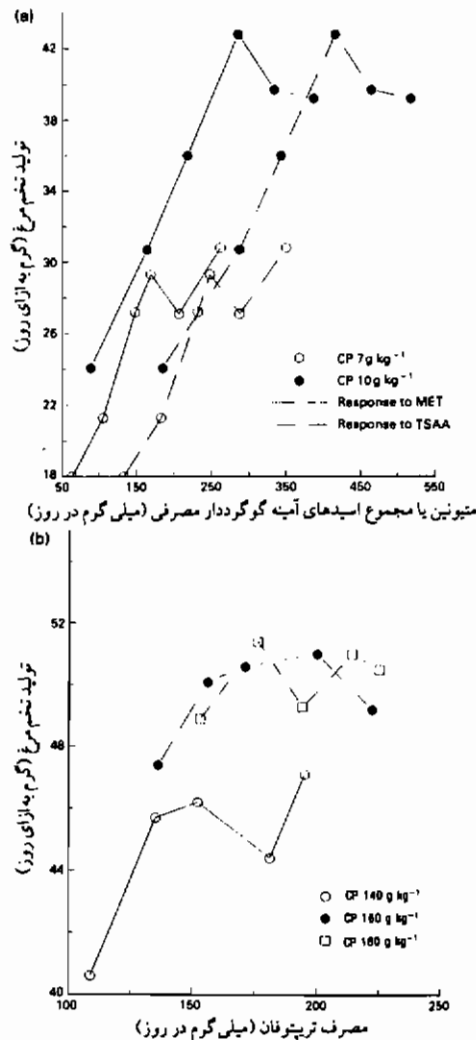 (a)
تولید تخم مرغ (گرم به ازای روز)
42
38
34
30
26
22
18
CP 7g kg⁻¹
CP 10g kg⁻¹
Response to MET
Response to TSAA
50 150 250 350 450 550
متیونین یا مجموع اسیدهای آمینه گوگرددار مصرفی (میلی گرم در روز)
(b)
تولید تخم مرغ (گرم به ازای روز)
52
48
44
40
CP 140 g kg⁻¹
CP 160 g kg⁻¹
CP 180 g kg⁻¹
100 150 200 250
مصرف تریپتوفان (میلی گرم در روز)